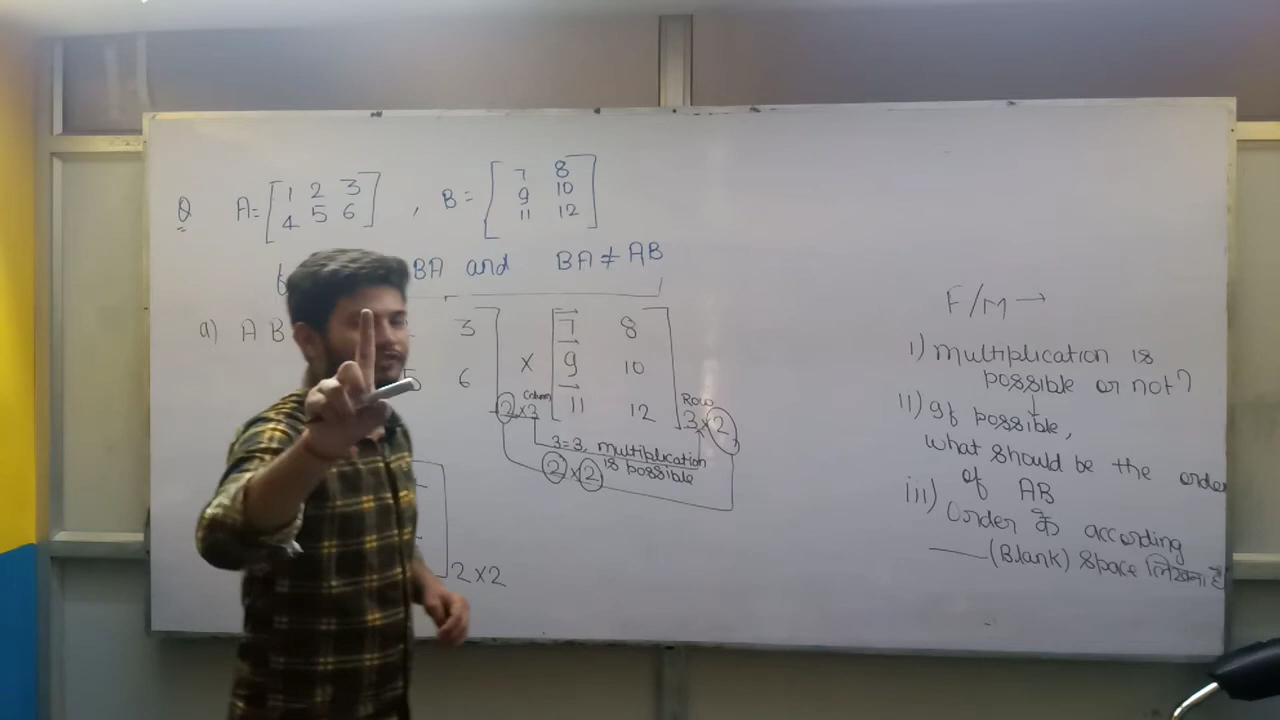 Q A = [ 1 2 3 , B = [ 7 8
4 5 6 ] 9 10
11 12 ]
BA and BA ≠ AB
a) A B 3 × [ 7 8
6 9 10
11 12 ]
Column Row
2×3 3×2
3=3, multiplication
is possible
2 × 2
2×2
F/M →
i) multiplication is
possible or not?
ii) If possible,
what should be the order
of AB
iii) Order के according
—(Blank) space लिखना है